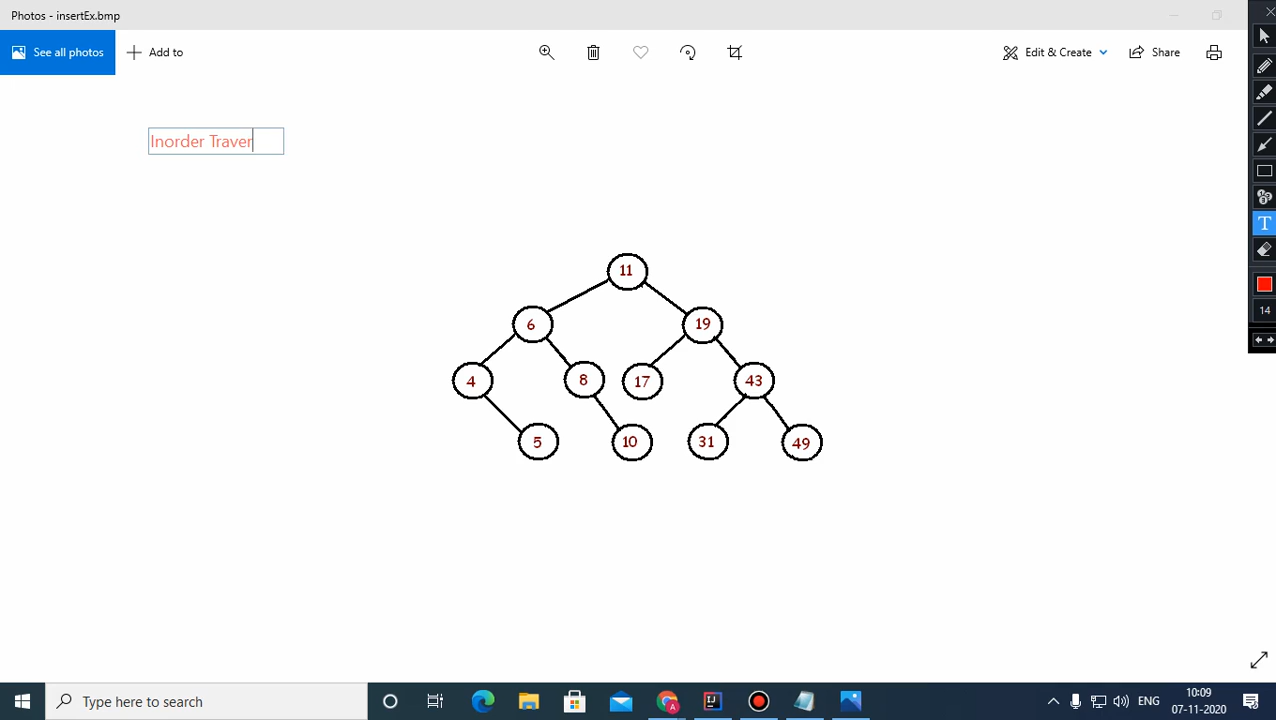 Photos - insertEx.bmp
See all photos
Add to
Edit & Create
Share
Inorder Traver
T
14
11
6
19
4
8
17
43
5
10
31
49
Type here to search
ENG
10:09
07-11-2020